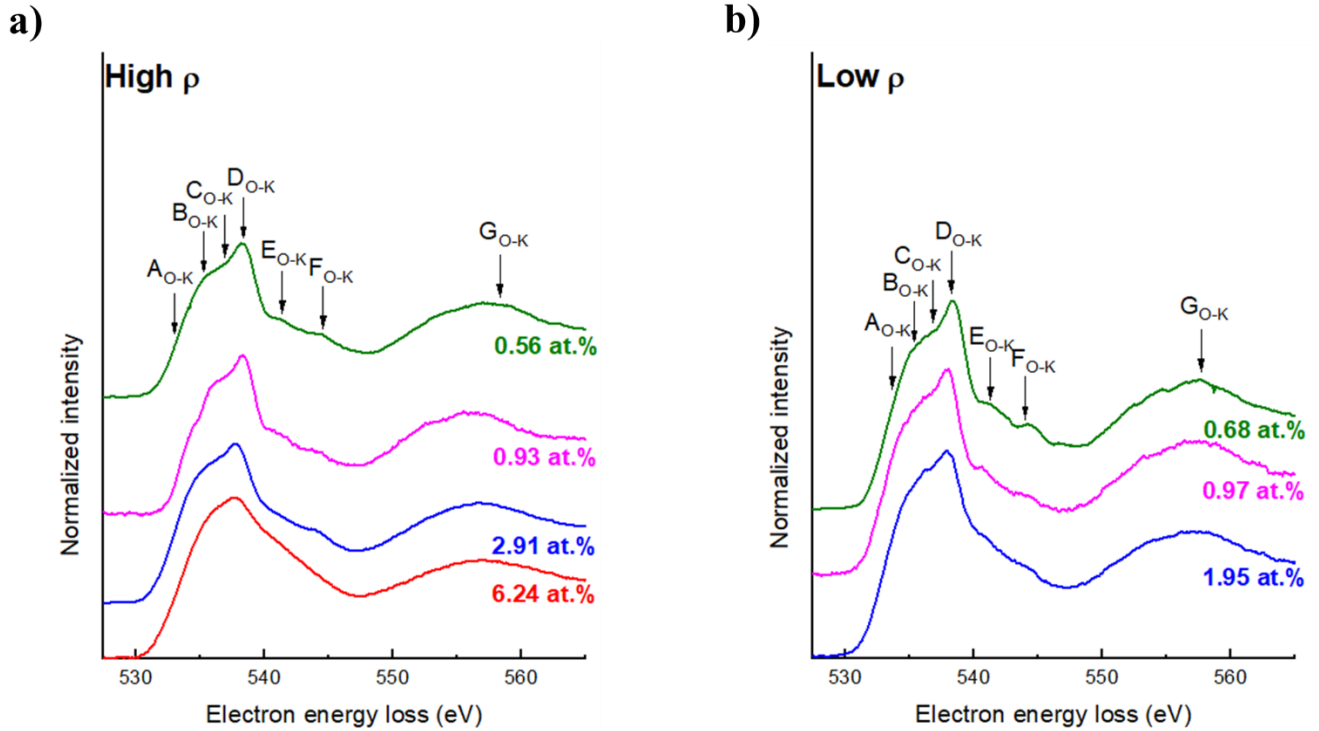 a)
High ρ
A_O-K
B_O-K
C_O-K
D_O-K
E_O-K
F_O-K
G_O-K
0.56 at.%
0.93 at.%
2.91 at.%
6.24 at.%
Normalized intensity
530 540 550 560
Electron energy loss (eV)
b)
Low ρ
A_O-K
B_O-K
C_O-K
D_O-K
E_O-K
F_O-K
G_O-K
0.68 at.%
0.97 at.%
1.95 at.%
Normalized intensity
530 540 550 560
Electron energy loss (eV)